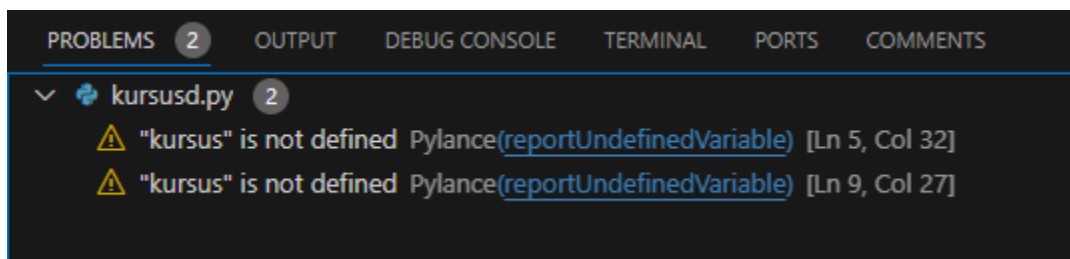 PROBLEMS 2 OUTPUT DEBUG CONSOLE TERMINAL PORTS COMMENTS
kursusd.py 2
"kursus" is not defined Pylance(reportUndefinedVariable) [Ln 5, Col 32]
"kursus" is not defined Pylance(reportUndefinedVariable) [Ln 9, Col 27]